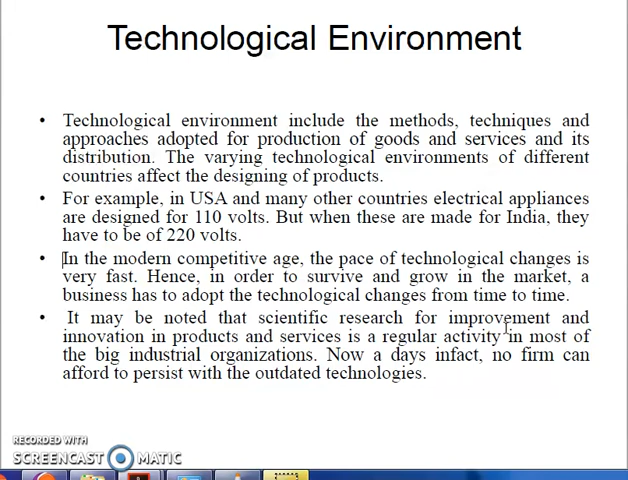 Technological Environment
• Technological environment include the methods, techniques and
approaches adopted for production of goods and services and its
distribution. The varying technological environments of different
countries affect the designing of products.
• For example, in USA and many other countries electrical appliances
are designed for 110 volts. But when these are made for India, they
have to be of 220 volts.
• In the modern competitive age, the pace of technological changes is
very fast. Hence, in order to survive and grow in the market, a
business has to adopt the technological changes from time to time.
• It may be noted that scientific research for improvement and
innovation in products and services is a regular activity in most of
the big industrial organizations. Now a days infact, no firm can
afford to persist with the outdated technologies.
RECORDED WITH
SCREENCAST MATIC